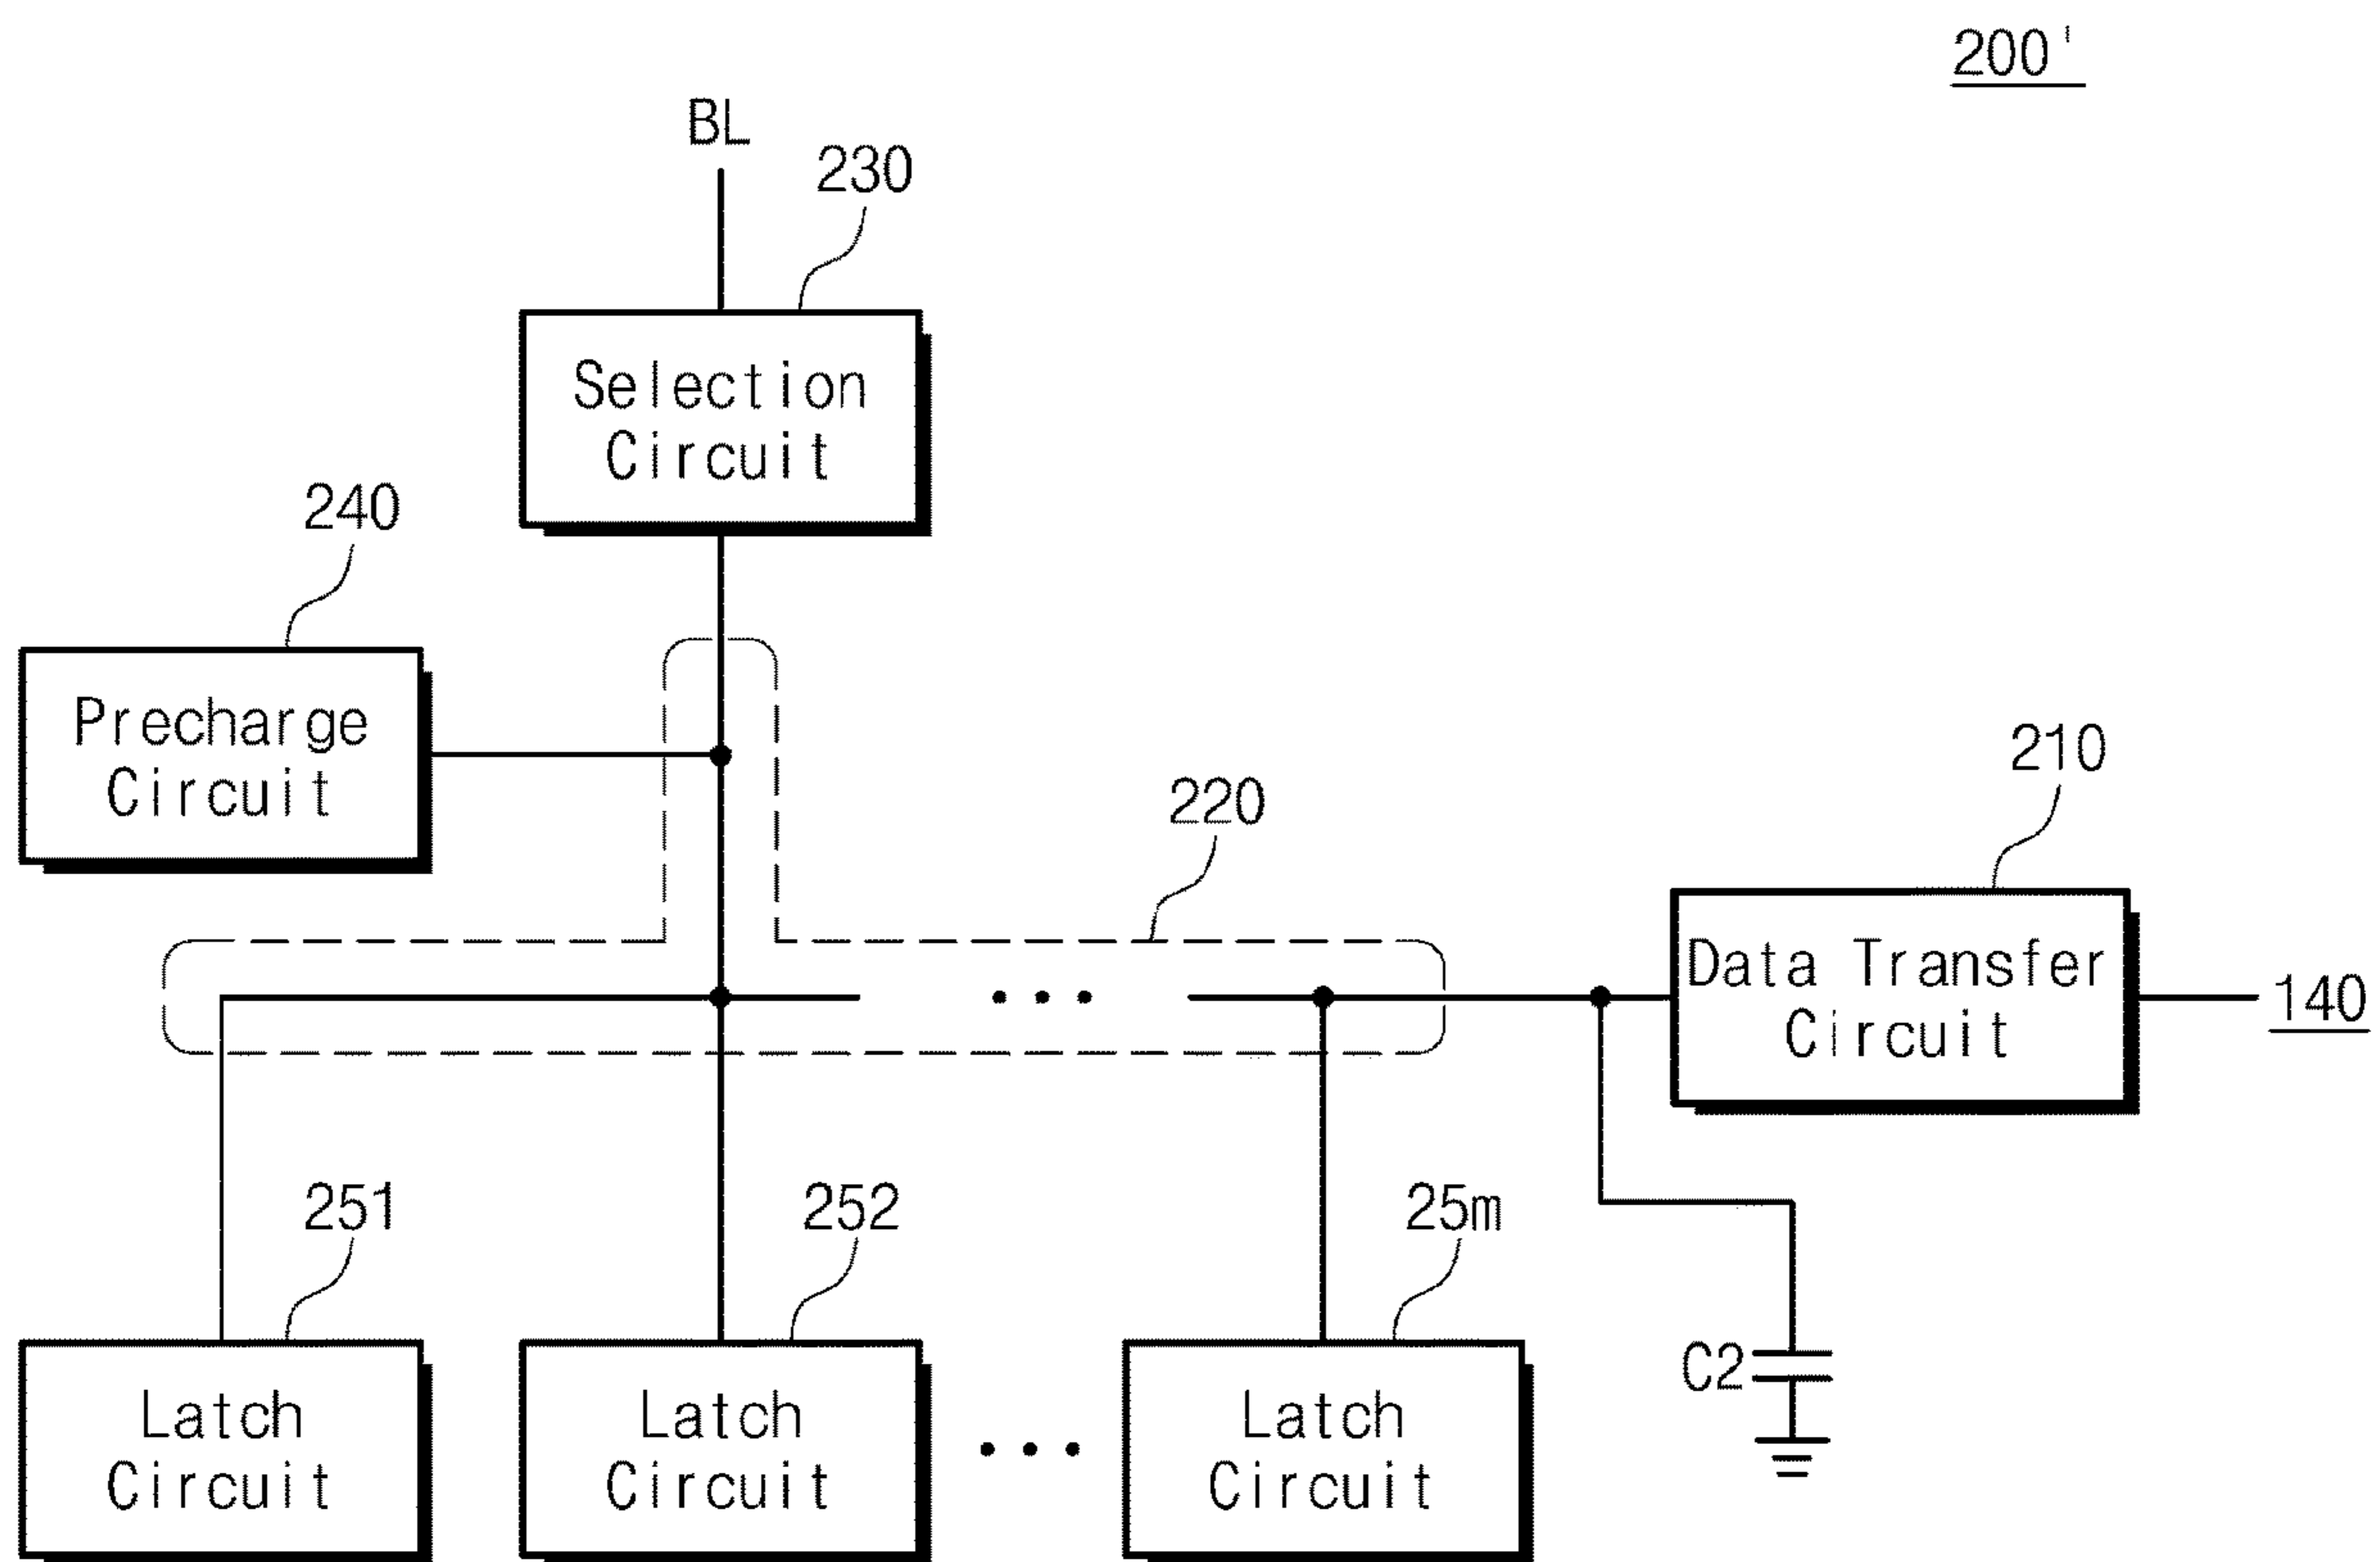 200'
BL
230
Selection
Circuit
240
Precharge
Circuit
220
210
Data Transfer
Circuit
140
251
252
25m
C2
Latch
Circuit
Latch
Circuit
Latch
Circuit